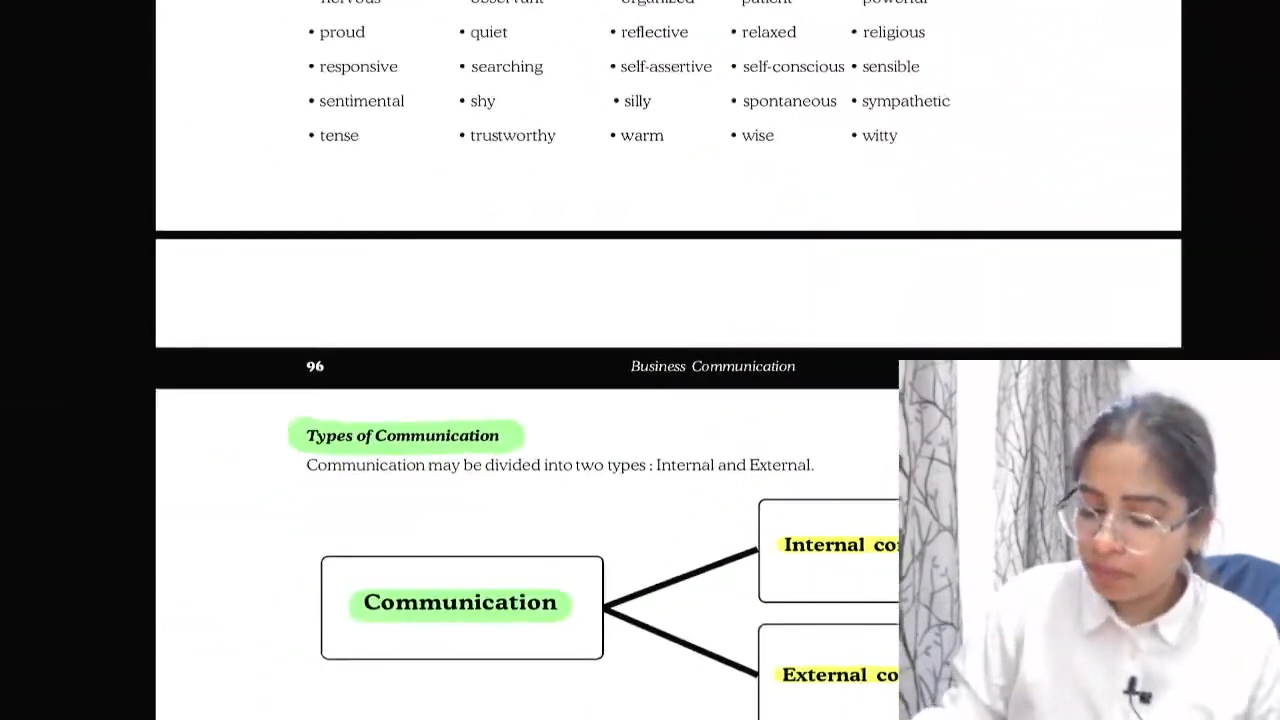 • proud • quiet • reflective • relaxed • religious
• responsive • searching • self-assertive • self-conscious • sensible
• sentimental • shy • silly • spontaneous • sympathetic
• tense • trustworthy • warm • wise • witty
96 Business Communication
Types of Communication
Communication may be divided into two types : Internal and External.
Internal
Communication
External